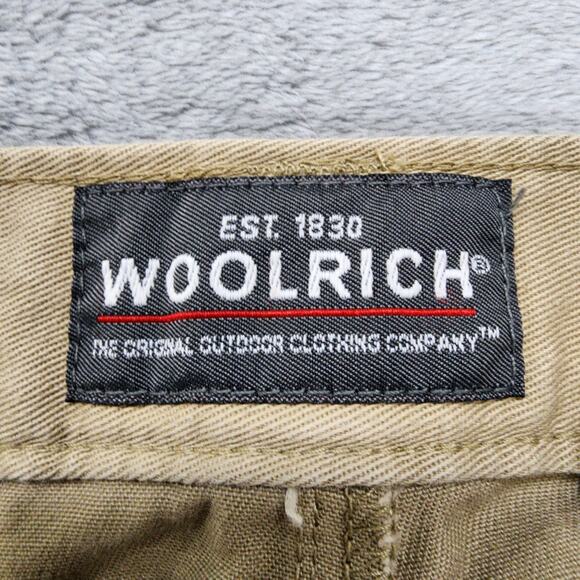 EST. 1830
WOOLRICH®
THE ORIGINAL OUTDOOR CLOTHING COMPANY™